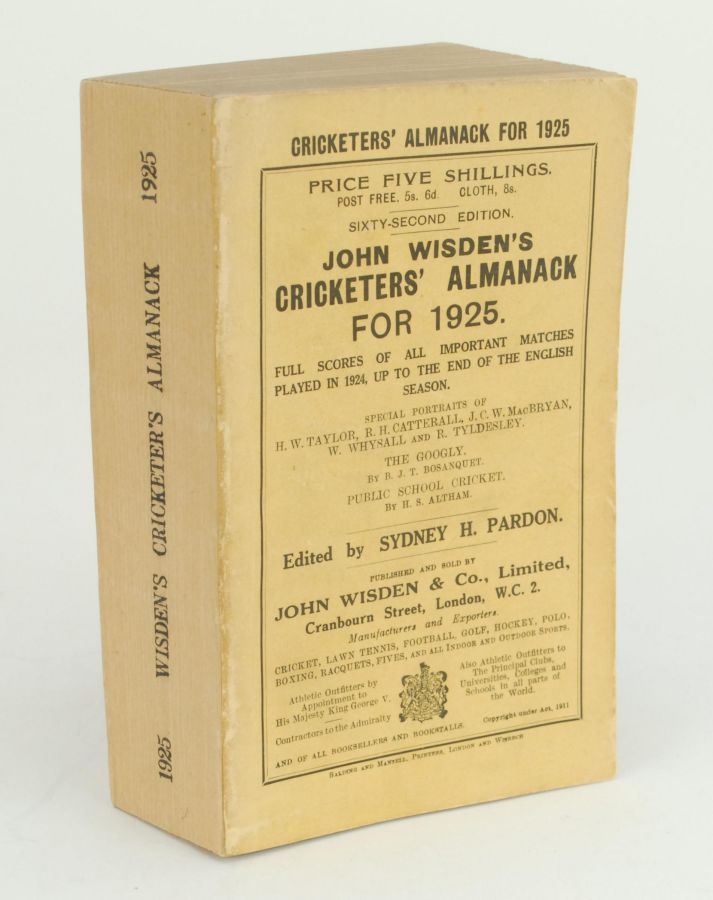 1925 WISDEN'S CRICKETER'S ALMANACK 1925
CRICKETERS' ALMANACK FOR 1925
PRICE FIVE SHILLINGS.
POST FREE. 5s. 6d. CLOTH, 8s.
SIXTY-SECOND EDITION.
JOHN WISDEN'S
CRICKETERS' ALMANACK
FOR 1925.
FULL SCORES OF ALL IMPORTANT MATCHES
PLAYED IN 1924, UP TO THE END OF THE ENGLISH
SEASON.
SPECIAL PORTRAITS OF
H. W. TAYLOR, R. H. CATTERALL, J. C. W. MACBRYAN,
W. WHYSALL AND R. TYLDESLEY.
THE GOOGLY.
BY B. J. T. BOSANQUET.
PUBLIC SCHOOL CRICKET.
BY H. S. ALTHAM.
Edited by SYDNEY H. PARDON.
PUBLISHED AND SOLD BY
JOHN WISDEN & Co., Limited,
Cranbourn Street, London, W.C. 2.
Manufacturers and Exporters.
CRICKET, LAWN TENNIS, FOOTBALL, GOLF, HOCKEY, POLO,
BOXING, RACQUETS, FIVES, AND ALL INDOOR AND OUTDOOR SPORTS.
Athletic Outfitters by
Appointment to
His Majesty King George V.
Contractors to the Admiralty
Also Athletic Outfitters to
The Principal Clubs,
Universities, Colleges and
Schools in all parts of
the World.
AND OF ALL BOOKSELLERS AND BOOKSTALLS.
Copyright under Act, 1911
BALDING AND MANSELL, PRINTERS, LONDON AND WISBECH